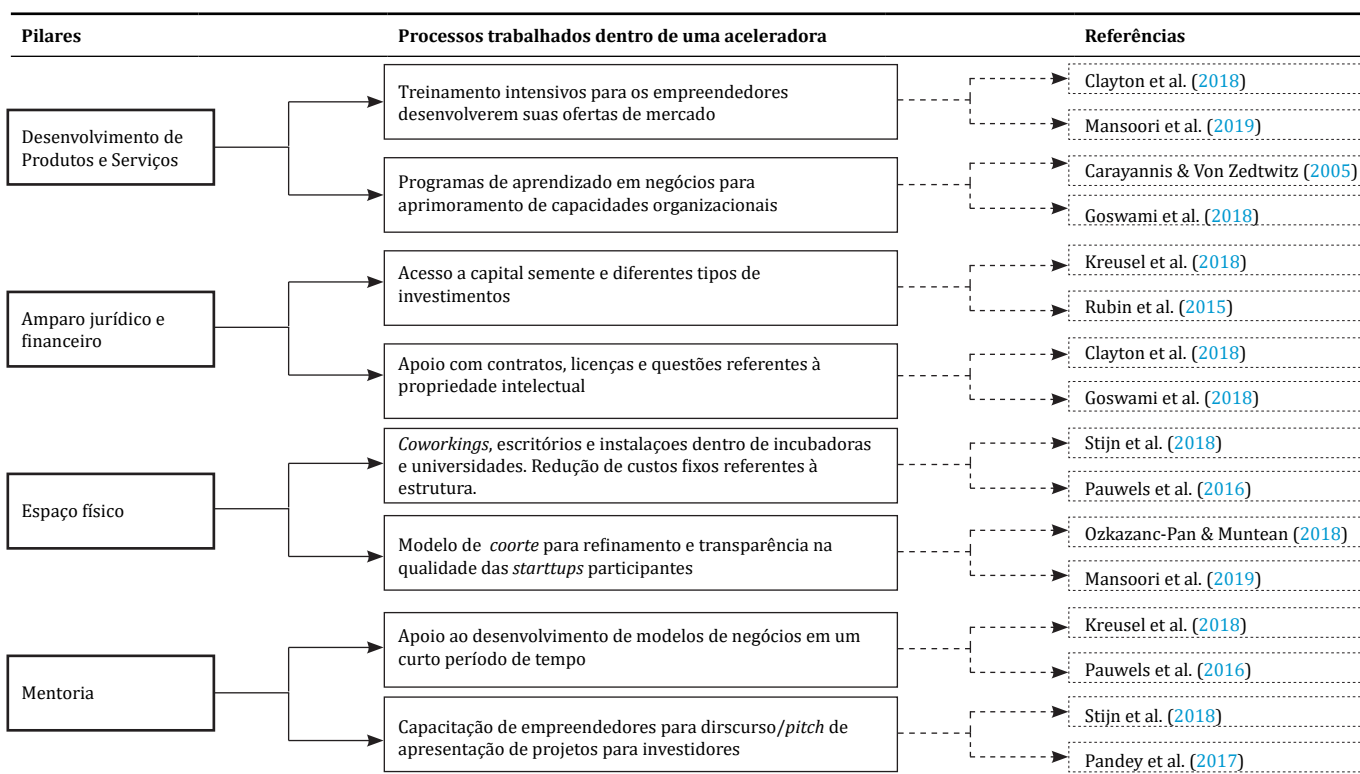 Pilares
Processos trabalhados dentro de uma aceleradora
Referências
Desenvolvimento de
Produtos e Serviços
Treinamento intensivos para os empreendedores
desenvolverem suas ofertas de mercado
Clayton et al. (2018)
Mansoori et al. (2019)
Programas de aprendizado em negócios para
aprimoramento de capacidades organizacionais
Carayannis & Von Zedtwitz (2005)
Goswami et al. (2018)
Amparo jurídico e
financeiro
Acesso a capital semente e diferentes tipos de
investimentos
Kreusel et al. (2018)
Rubin et al. (2015)
Apoio com contratos, licenças e questões referentes à
propriedade intelectual
Clayton et al. (2018)
Goswami et al. (2018)
Espaço físico
Coworkings, escritórios e instalaçoes dentro de incubadoras
e universidades. Redução de custos fixos referentes à
estrutura.
Stijn et al. (2018)
Pauwels et al. (2016)
Modelo de coorte para refinamento e transparência na
qualidade das starttups participantes
Ozkazanc-Pan & Muntean (2018)
Mansoori et al. (2019)
Mentoria
Apoio ao desenvolvimento de modelos de negócios em um
curto período de tempo
Kreusel et al. (2018)
Pauwels et al. (2016)
Capacitação de empreendedores para dirscurso/pitch de
apresentação de projetos para investidores
Stijn et al. (2018)
Pandey et al. (2017)